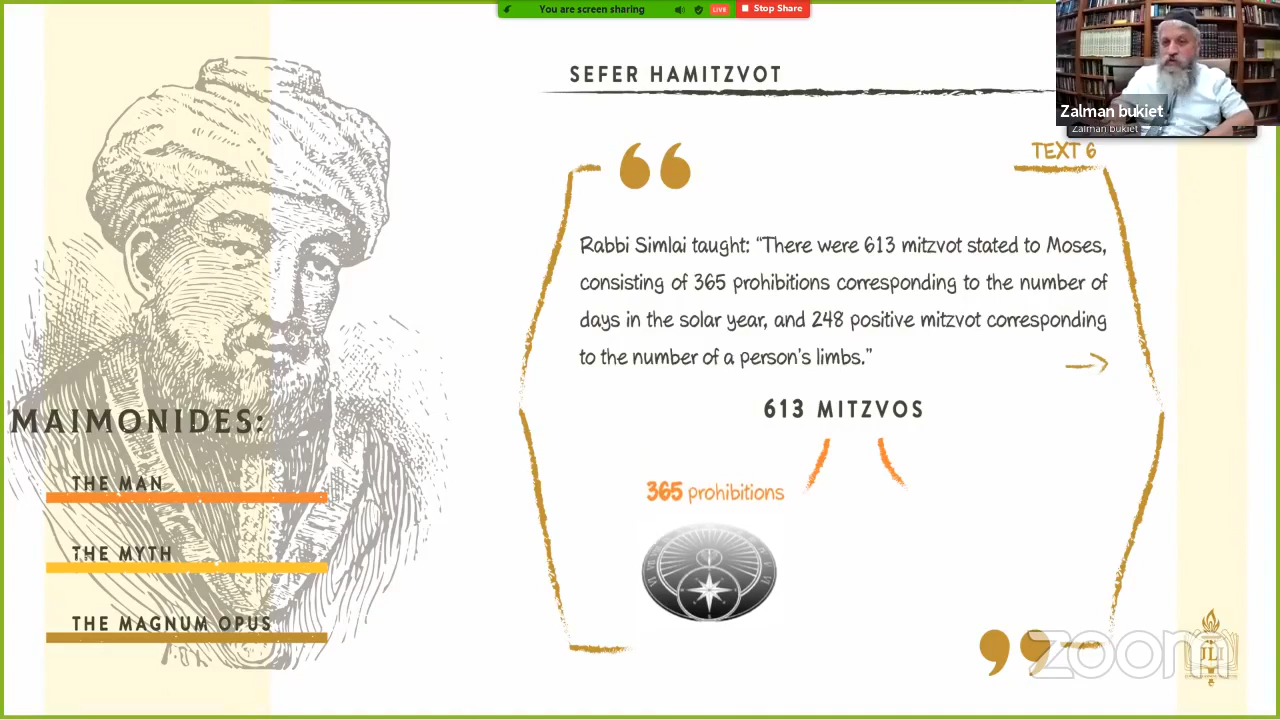 You are screen sharing
LIVE
Stop Share
SEFER HAMITZVOT
Zalman bukiet
Zalman bukiet
TEXT 6
Rabbi Simlai taught: “There were 613 mitzvot stated to Moses,
consisting of 365 prohibitions corresponding to the number of
days in the solar year, and 248 positive mitzvot corresponding
to the number of a person's limbs.”
613 MITZVOS
365 prohibitions
MAIMONIDES:
THE MAN
THE MYTH
THE MAGNUM OPUS
zoom
JLI